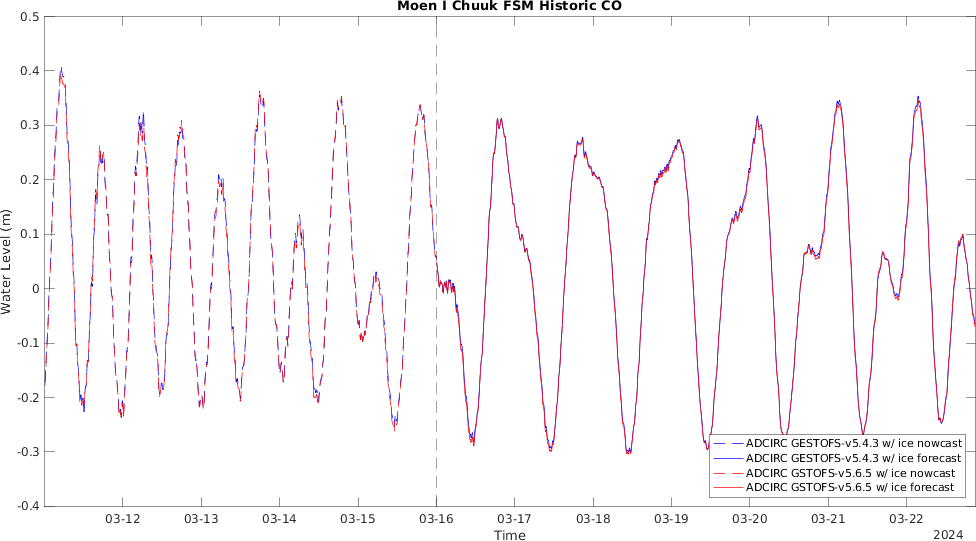 Moen I Chuuk FSM Historic CO
0.5
0.4
0.3
0.2
0.1
0
-0.1
-0.2
-0.3
-0.4
Water Level (m)
ADCIRC GESTOFS-v5.4.3 w/ ice nowcast
ADCIRC GESTOFS-v5.4.3 w/ ice forecast
ADCIRC GSTOFS-v5.6.5 w/ ice nowcast
ADCIRC GSTOFS-v5.6.5 w/ ice forecast
03-12 03-13 03-14 03-15 03-16 03-17 03-18 03-19 03-20 03-21 03-22
Time
2024